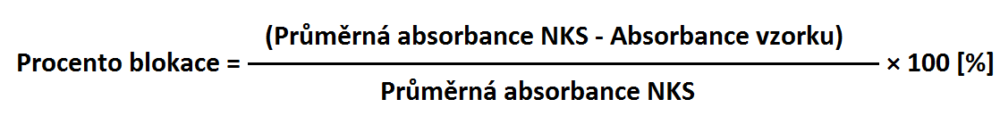 (Průměrná absorbance NKS - Absorbance vzorku)
Procento blokace = × 100 [%]
Průměrná absorbance NKS